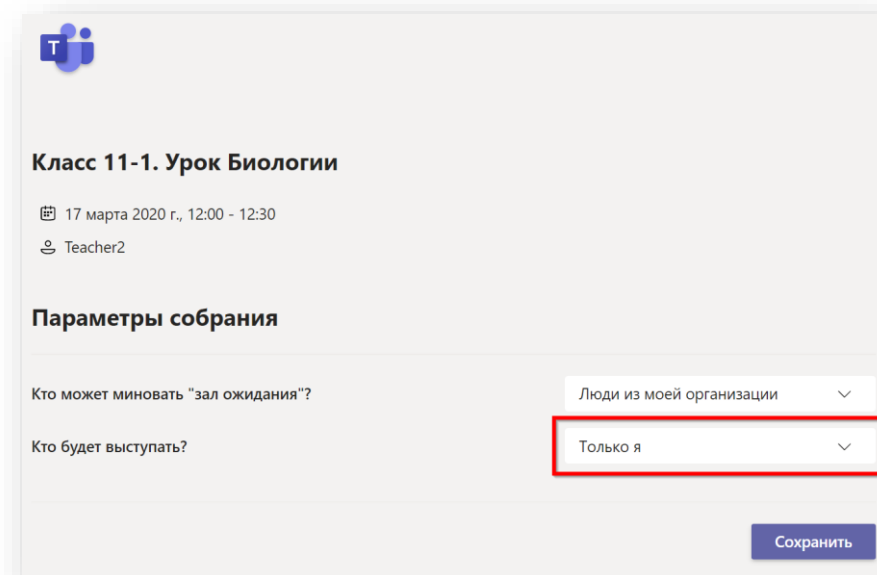 T
Класс 11-1. Урок Биологии
17 марта 2020 г., 12:00 - 12:30
Teacher2
Параметры собрания
Кто может миновать "зал ожидания"?
Люди из моей организации
Кто будет выступать?
Только я
Сохранить